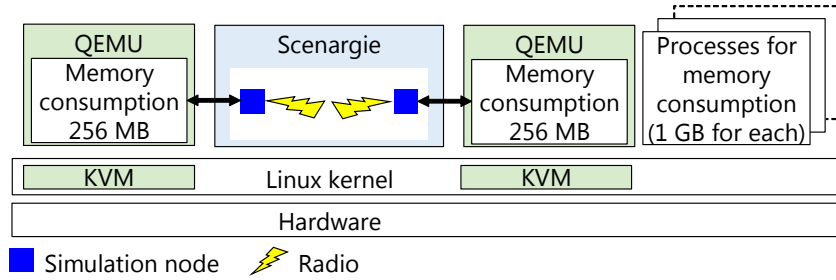 QEMU
Memory
consumption
256 MB
Scenargie
QEMU
Memory
consumption
256 MB
Processes for
memory
consumption
(1 GB for each)
KVM
Linux kernel
KVM
Hardware
Simulation node
Radio